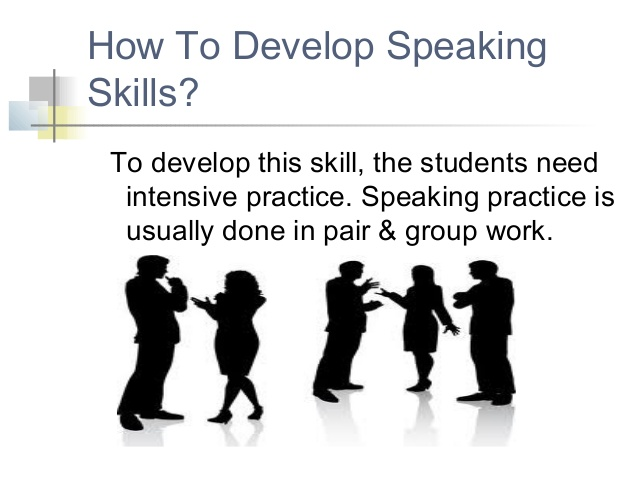 How To Develop Speaking
Skills?
To develop this skill, the students need
intensive practice. Speaking practice is
usually done in pair & group work.